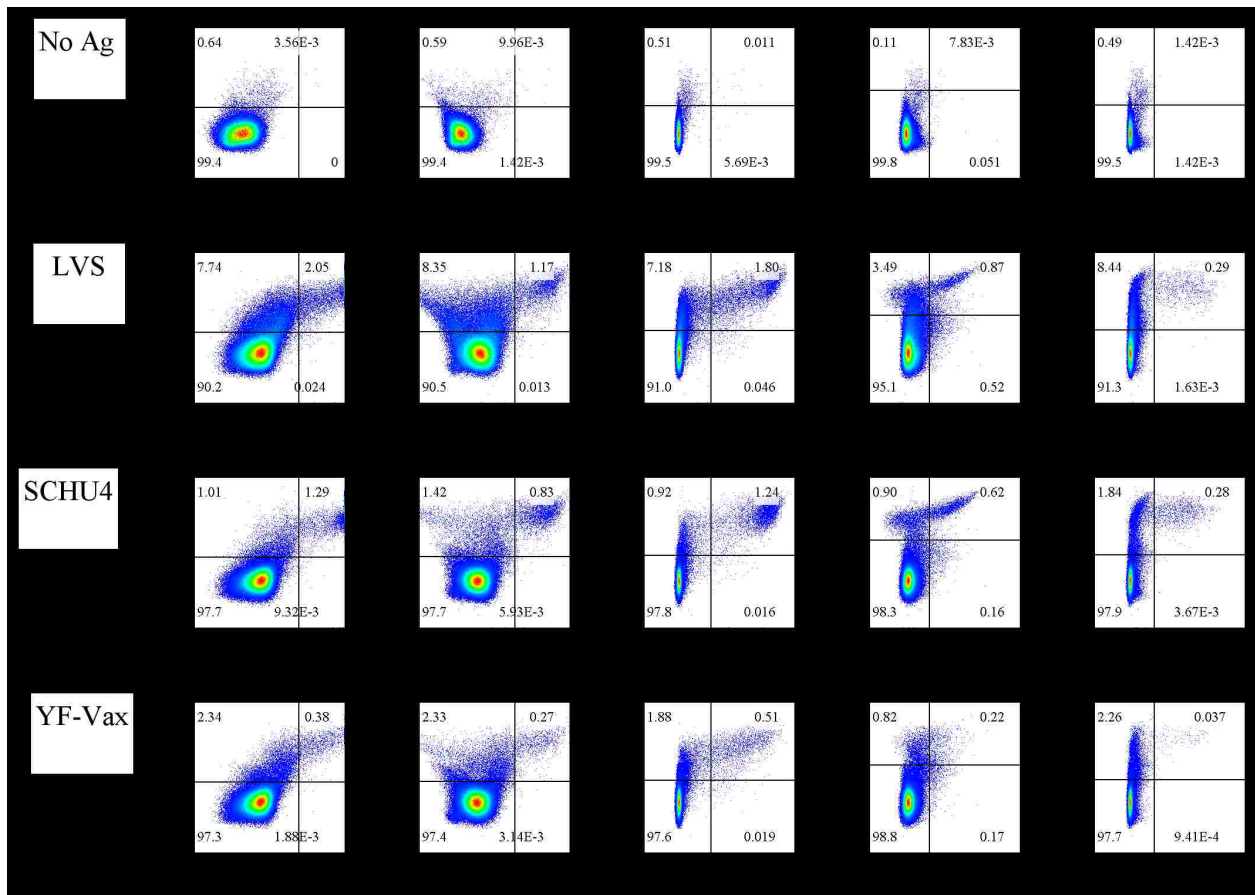 No Ag
0.64 3.56E-3 0.59 9.96E-3 0.51 0.011 0.11 7.83E-3 0.49 1.42E-3
99.4 0 99.4 1.42E-3 99.5 5.69E-3 99.8 0.051 99.5 1.42E-3
LVS
7.74 2.05 8.35 1.17 7.18 1.80 3.49 0.87 8.44 0.29
90.2 0.024 90.5 0.013 91.0 0.046 95.1 0.52 91.3 1.63E-3
SCHU4
1.01 1.29 1.42 0.83 0.92 1.24 0.90 0.62 1.84 0.28
97.7 9.32E-3 97.7 5.93E-3 97.8 0.016 98.3 0.16 97.9 3.67E-3
YF-Vax
2.34 0.38 2.33 0.27 1.88 0.51 0.82 0.22 2.26 0.037
97.3 1.88E-3 97.4 3.14E-3 97.6 0.019 98.8 0.17 97.7 9.41E-4